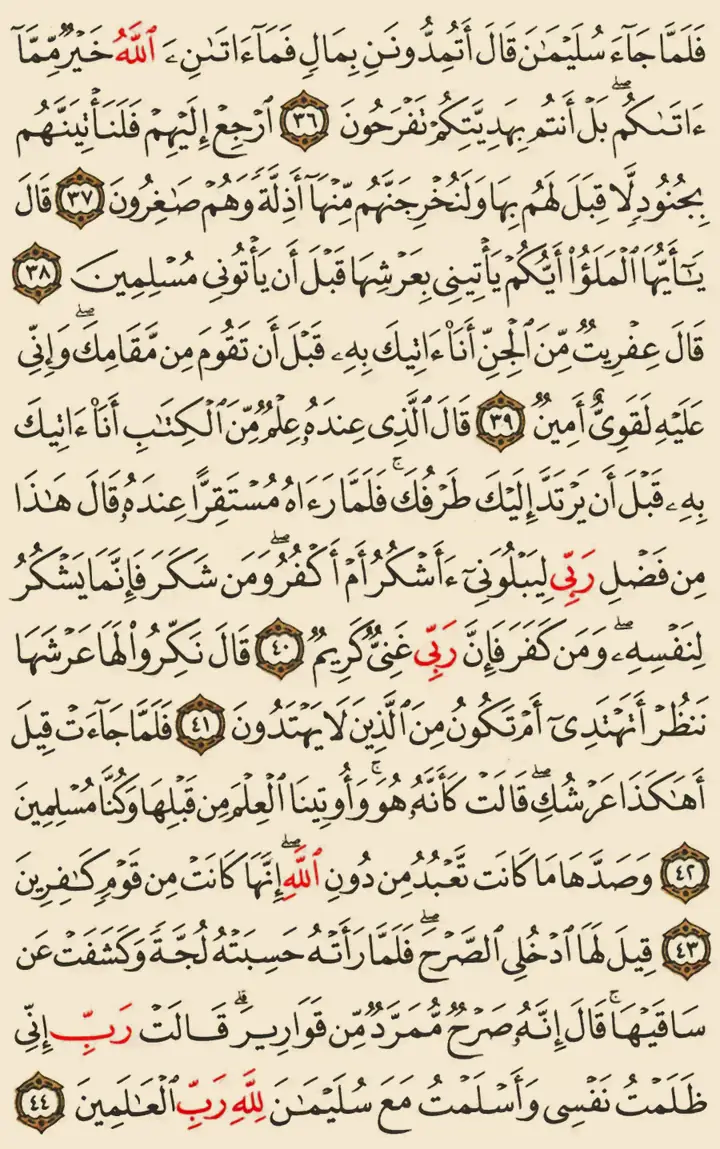 فَلَمَّا جَآءَ سُلَيْمَٰنَ قَالَ أَتُمِدُّونَنِ بِمَالٍ فَمَآ ءَاتَىٰنِۦَ ٱللَّهُ خَيْرٌ مِّمَّآ
ءَاتَىٰكُمۖ بَلْ أَنتُم بِهَدِيَّتِكُمْ تَفْرَحُونَ ٣٦ ٱرْجِعْ إِلَيْهِمْ فَلَنَأْتِيَنَّهُم
بِجُنُودٍ لَّا قِبَلَ لَهُم بِهَا وَلَنُخْرِجَنَّهُم مِّنْهَآ أَذِلَّةً وَهُمْ صَٰغِرُونَ ٣٧ قَالَ
يَٰٓأَيُّهَا ٱلْمَلَؤُا۟ أَيُّكُمْ يَأْتِينِى بِعَرْشِهَا قَبْلَ أَن يَأْتُونِى مُسْلِمِينَ ٣٨
قَالَ عِفْرِيتٌ مِّنَ ٱلْجِنِّ أَنَا۠ ءَاتِيكَ بِهِۦ قَبْلَ أَن تَقُومَ مِن مَّقَامِكَۖ وَإِنِّى
عَلَيْهِ لَقَوِىٌّ أَمِينٌ ٣٩ قَالَ ٱلَّذِى عِندَهُۥ عِلْمٌ مِّنَ ٱلْكِتَٰبِ أَنَا۠ ءَاتِيكَ
بِهِۦ قَبْلَ أَن يَرْتَدَّ إِلَيْكَ طَرْفُكَۚ فَلَمَّا رَءَاهُ مُسْتَقِرًّا عِندَهُۥ قَالَ هَٰذَا
مِن فَضْلِ رَبِّى لِيَبْلُوَنِىٓ ءَأَشْكُرُ أَمْ أَكْفُرُۖ وَمَن شَكَرَ فَإِنَّمَا يَشْكُرُ
لِنَفْسِهِۦۖ وَمَن كَفَرَ فَإِنَّ رَبِّى غَنِىٌّ كَرِيمٌ ٤٠ قَالَ نَكِّرُوا۟ لَهَا عَرْشَهَا
نَنظُرْ أَتَهْتَدِىٓ أَمْ تَكُونُ مِنَ ٱلَّذِينَ لَا يَهْتَدُونَ ٤١ فَلَمَّا جَآءَتْ قِيلَ
أَهَٰكَذَا عَرْشُكِۖ قَالَتْ كَأَنَّهُۥ هُوَۚ وَأُوتِينَا ٱلْعِلْمَ مِن قَبْلِهَا وَكُنَّا مُسْلِمِينَ
٤٢ وَصَدَّهَا مَا كَانَت تَّعْبُدُ مِن دُونِ ٱللَّهِۖ إِنَّهَا كَانَتْ مِن قَوْمٍ كَٰفِرِينَ
٤٣ قِيلَ لَهَا ٱدْخُلِى ٱلصَّرْحَۖ فَلَمَّا رَأَتْهُ حَسِبَتْهُ لُجَّةً وَكَشَفَتْ عَن
سَاقَيْهَاۚ قَالَ إِنَّهُۥ صَرْحٌ مُّمَرَّدٌ مِّن قَوَارِيرَۗ قَالَتْ رَبِّ إِنِّى
ظَلَمْتُ نَفْسِى وَأَسْلَمْتُ مَعَ سُلَيْمَٰنَ لِلَّهِ رَبِّ ٱلْعَٰلَمِينَ ٤٤